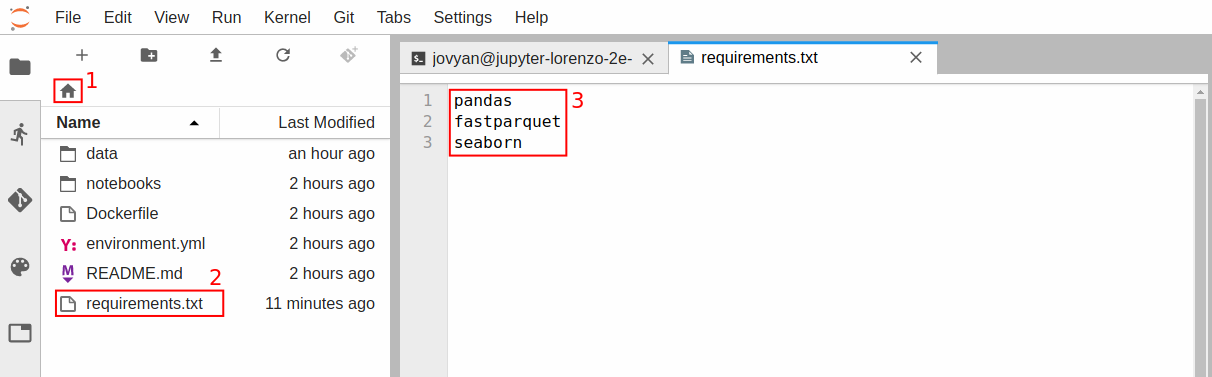 File Edit View Run Kernel Git Tabs Settings Help
1
Name Last Modified
data an hour ago
notebooks 2 hours ago
Dockerfile 2 hours ago
Y: environment.yml 2 hours ago
M README.md 2 hours ago
2
requirements.txt 11 minutes ago
jovyan@jupyter-lorenzo-2e- requirements.txt
1 pandas 3
2 fastparquet
3 seaborn